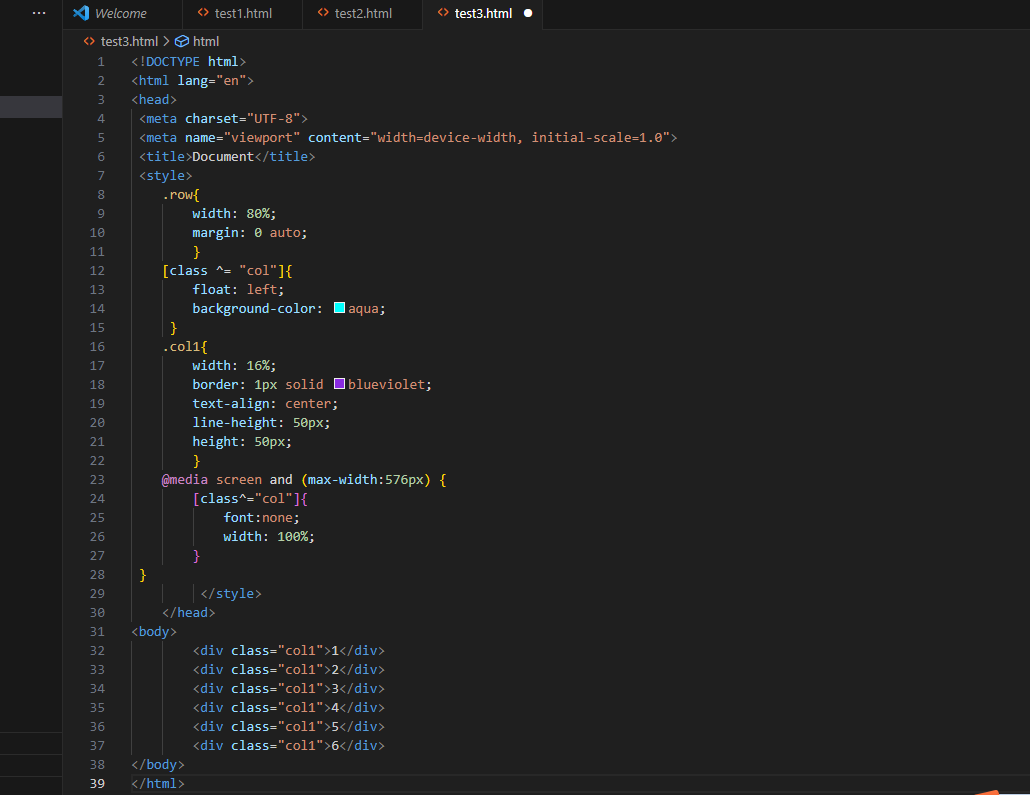 ··· Welcome <> test1.html <> test2.html <> test3.html ●
<> test3.html > html
1 <!DOCTYPE html>
2 <html lang="en">
3 <head>
4 <meta charset="UTF-8">
5 <meta name="viewport" content="width=device-width, initial-scale=1.0">
6 <title>Document</title>
7 <style>
8 .row{
9 width: 80%;
10 margin: 0 auto;
11 }
12 [class ^= "col"]{
13 float: left;
14 background-color: aqua;
15 }
16 .col1{
17 width: 16%;
18 border: 1px solid blueviolet;
19 text-align: center;
20 line-height: 50px;
21 height: 50px;
22 }
23 @media screen and (max-width:576px) {
24 [class^="col"]{
25 font:none;
26 width: 100%;
27 }
28 }
29 </style>
30 </head>
31 <body>
32 <div class="col1">1</div>
33 <div class="col1">2</div>
34 <div class="col1">3</div>
35 <div class="col1">4</div>
36 <div class="col1">5</div>
37 <div class="col1">6</div>
38 </body>
39 </html>